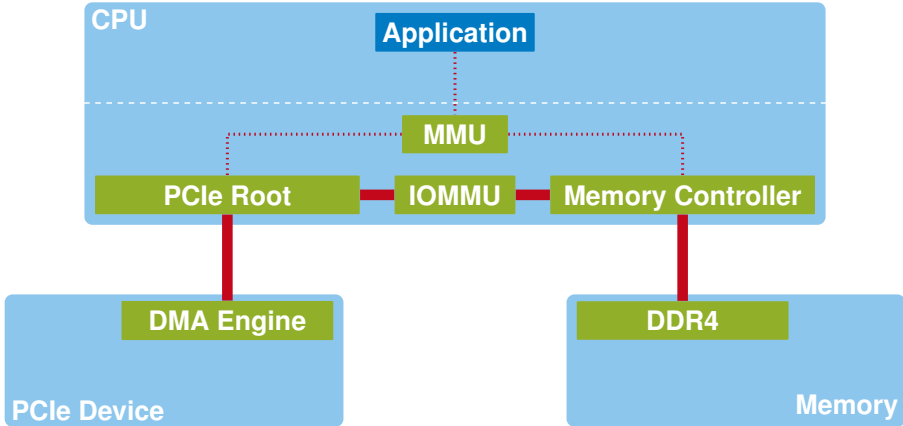 CPU
Application
MMU
PCIe Root
IOMMU
Memory Controller
DMA Engine
DDR4
PCIe Device
Memory